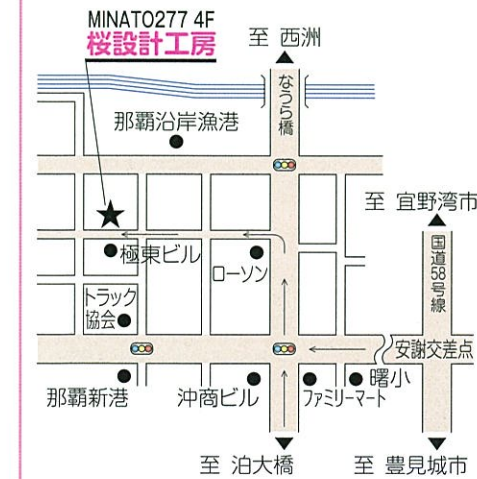 MINATO277 4F
桜設計工房
至 西洲
なうら橋
那覇沿岸漁港
至 宜野湾市
国道58号線
極東ビル
ローソン
トラック
協会
安謝交差点
曙小
那覇新港
沖商ビル
ファミリーマート
至 泊大橋
至 豊見城市